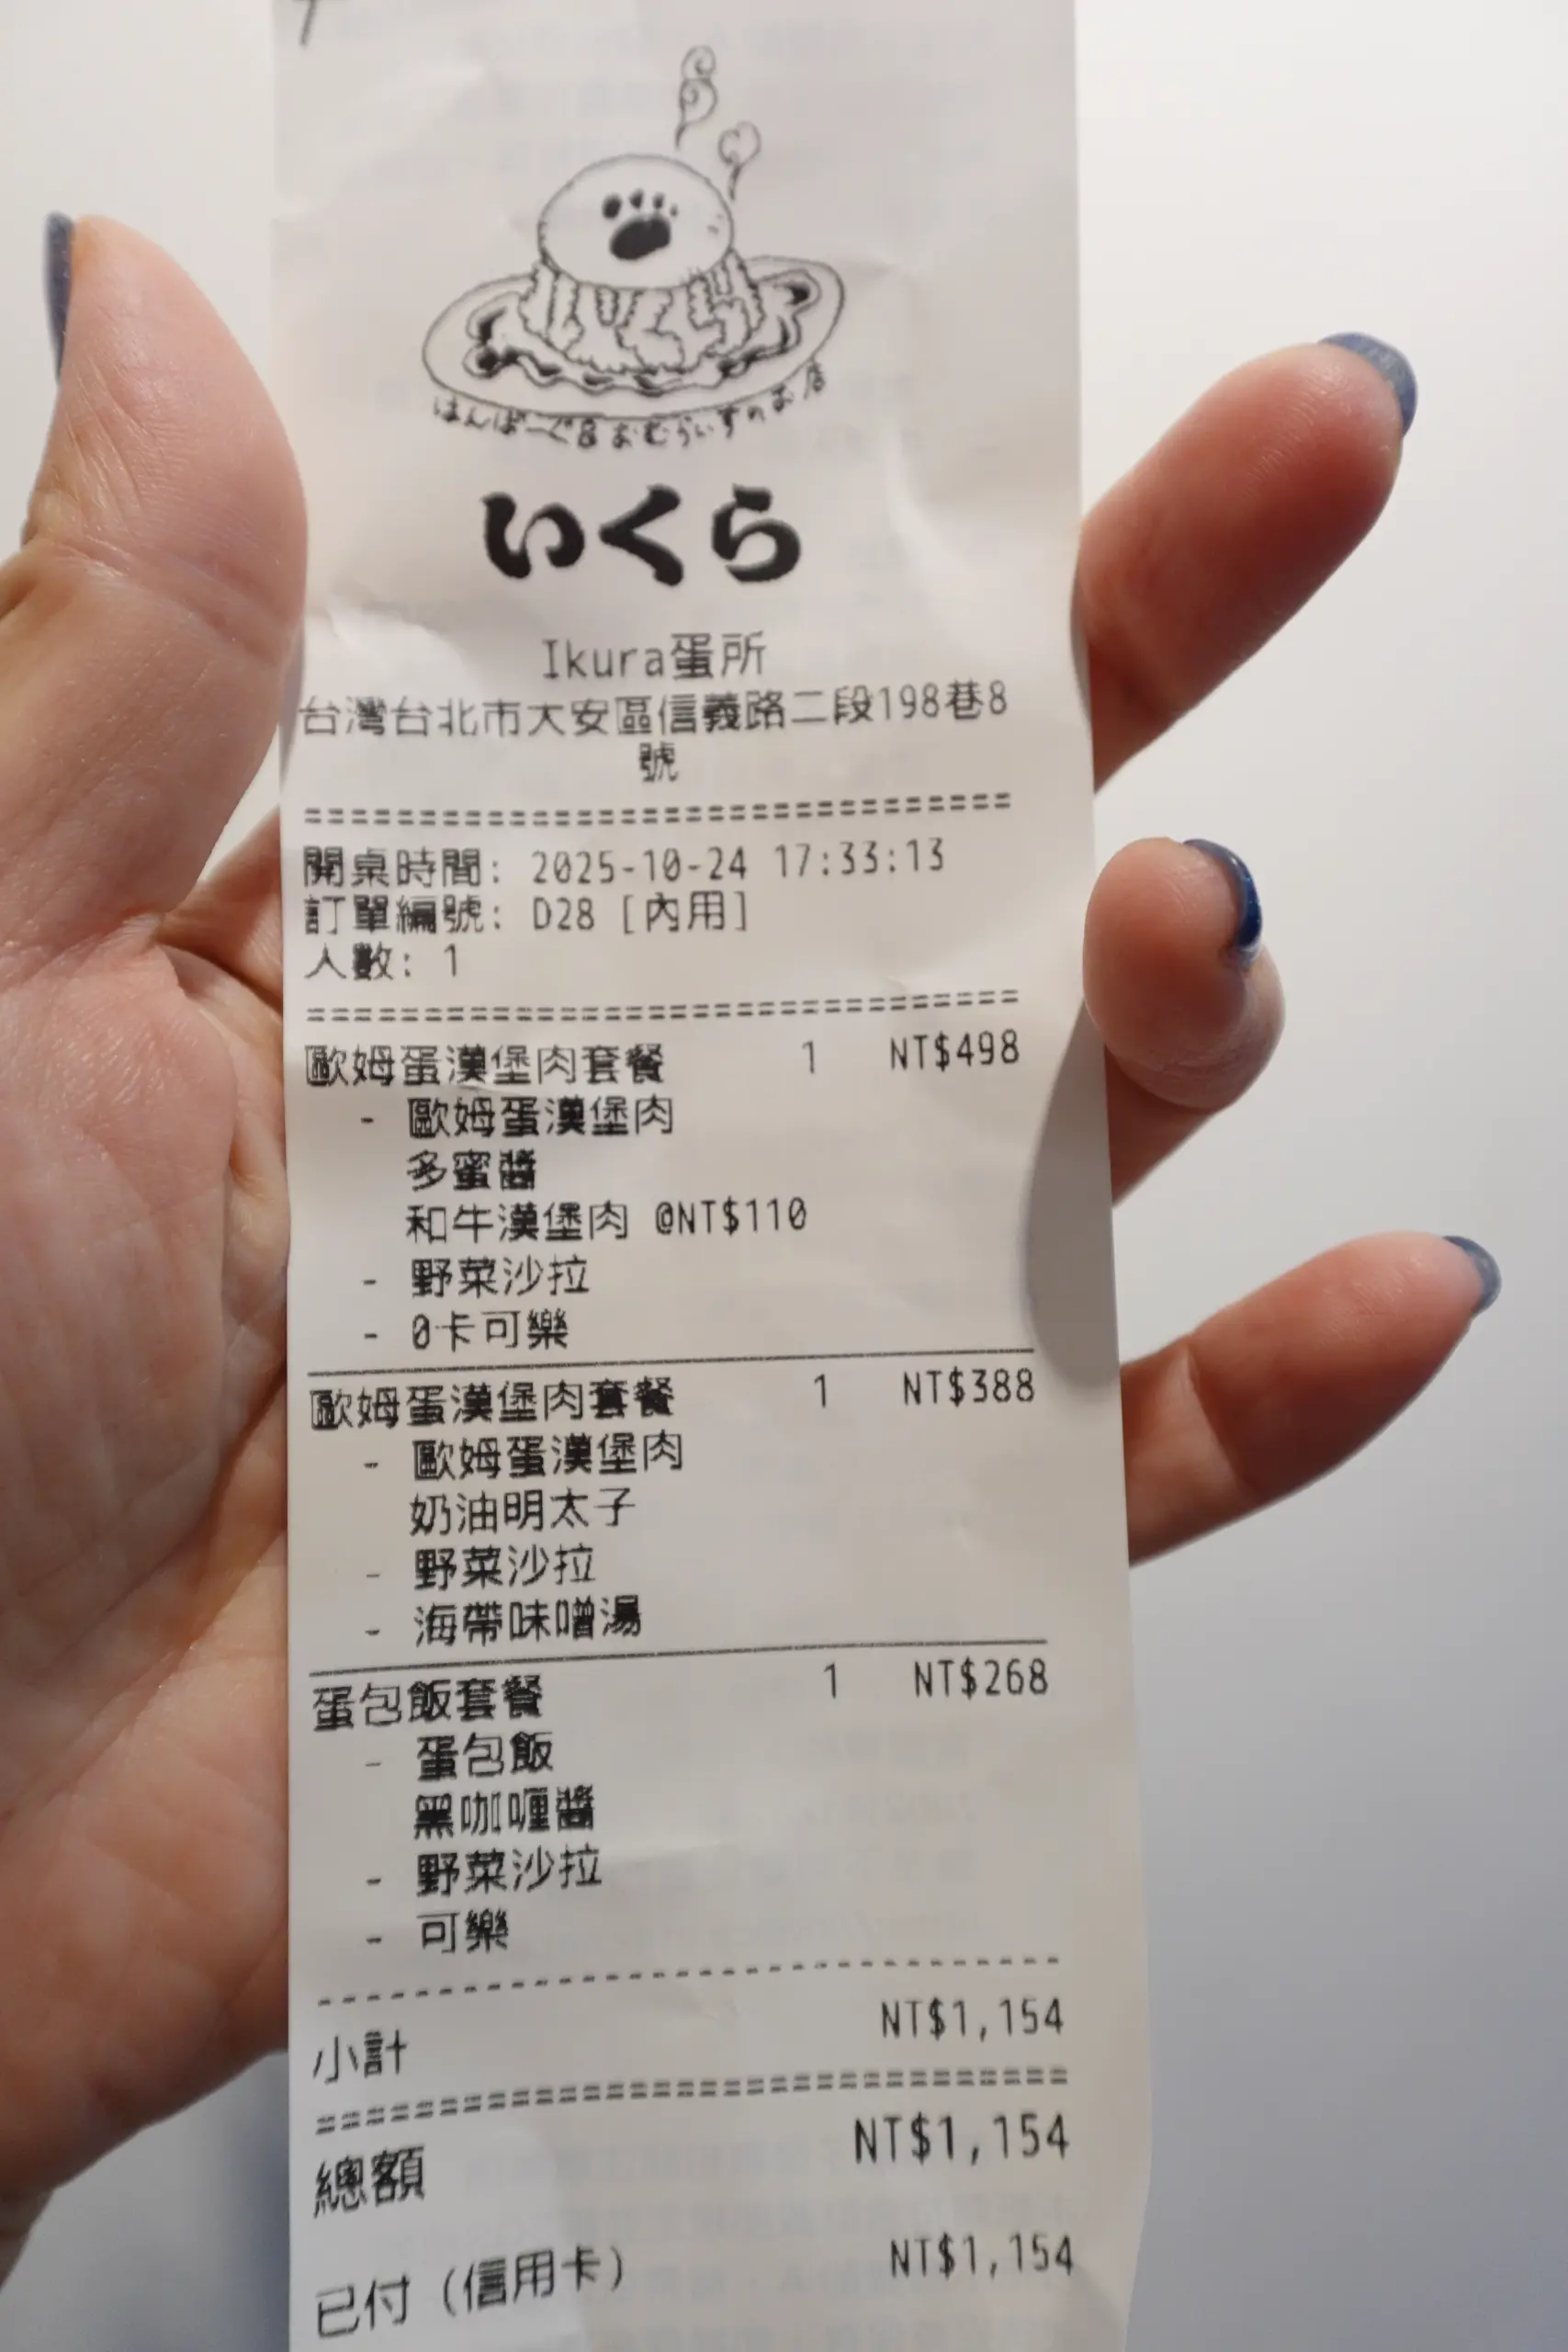 はんばーぐ&おむらいすのお店
いくら
Ikura蛋所
台灣台北市大安區信義路二段198巷8
號
==============================
開桌時間: 2025-10-24 17:33:13
訂單編號: D28 [內用]
人數: 1
==============================
歐姆蛋漢堡肉套餐 1 NT$498
- 歐姆蛋漢堡肉
多蜜醬
和牛漢堡肉 @NT$110
- 野菜沙拉
- 0卡可樂
歐姆蛋漢堡肉套餐 1 NT$388
- 歐姆蛋漢堡肉
奶油明太子
- 野菜沙拉
- 海帶味噌湯
蛋包飯套餐 1 NT$268
- 蛋包飯
黑咖喱醬
- 野菜沙拉
- 可樂
------------------------------
小計 NT$1,154
==============================
總額 NT$1,154
已付 (信用卡) NT$1,154